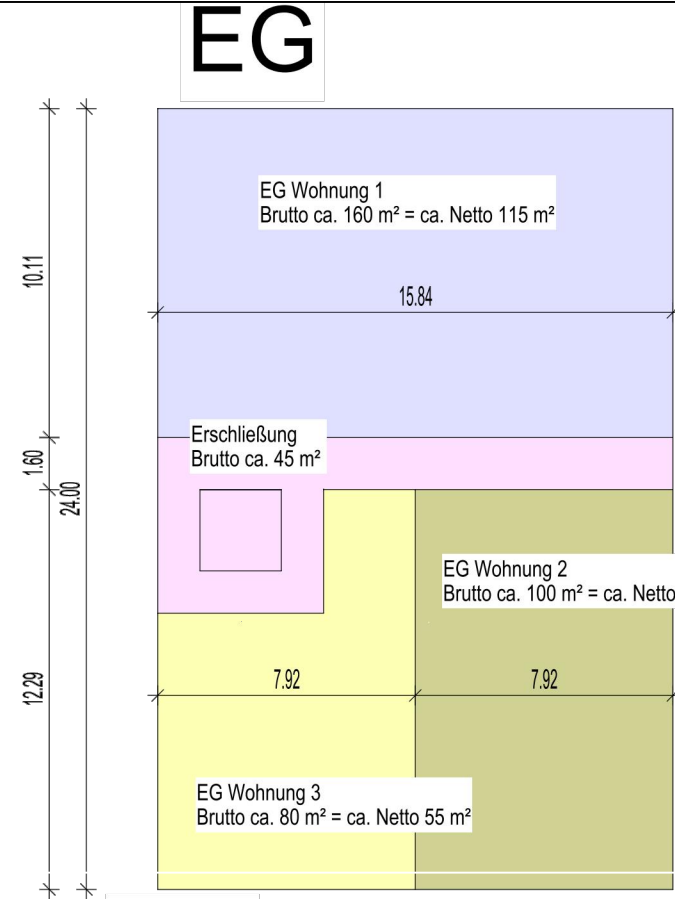 EG
EG Wohnung 1
Brutto ca. 160 m² = ca. Netto 115 m²
10.11
15.84
Erschließung
Brutto ca. 45 m²
1.60
24.00
EG Wohnung 2
Brutto ca. 100 m² = ca. Netto
12.29
7.92
7.92
EG Wohnung 3
Brutto ca. 80 m² = ca. Netto 55 m²